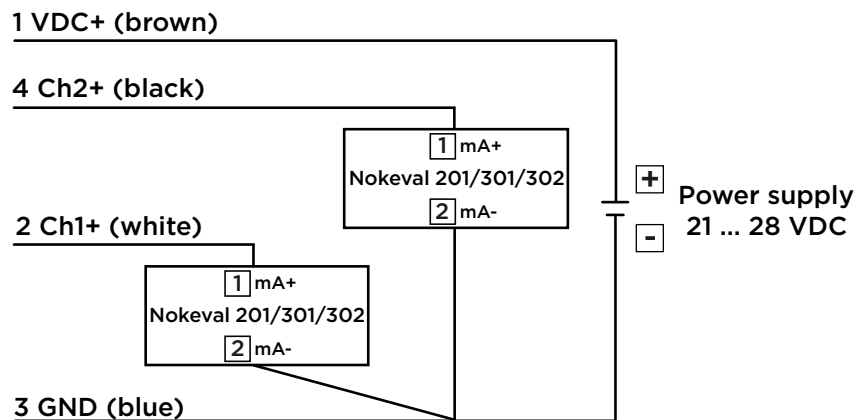 1 VDC+ (brown)
4 Ch2+ (black)
1 mA+
Nokeval 201/301/302
2 mA-
+
-
Power supply
21 ... 28 VDC
2 Ch1+ (white)
1 mA+
Nokeval 201/301/302
2 mA-
3 GND (blue)